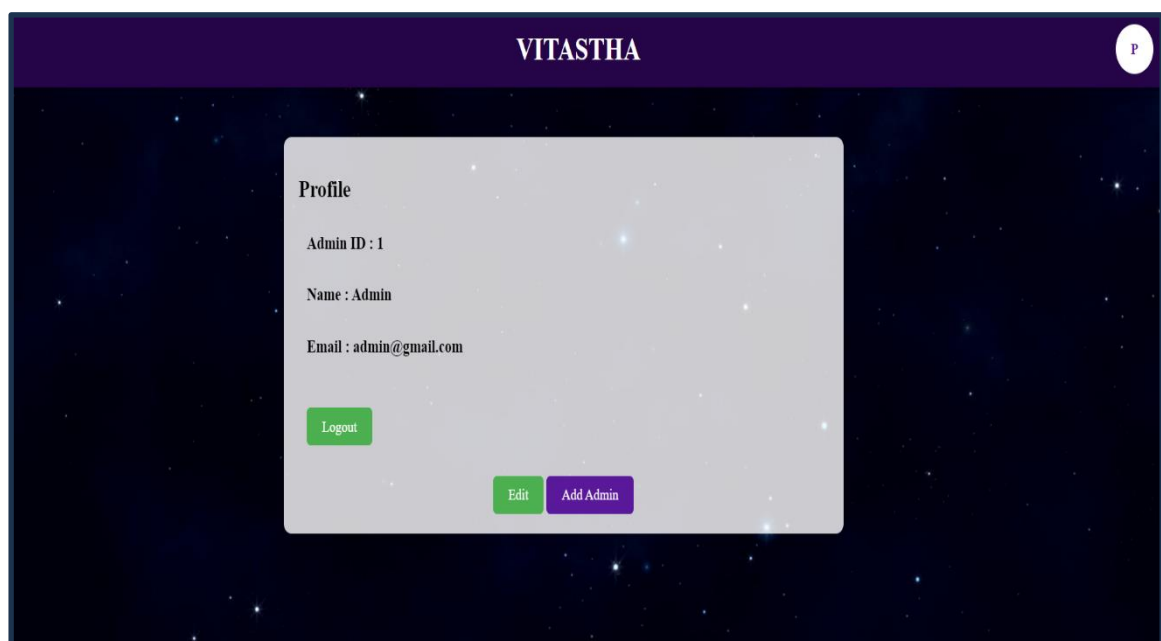 VITASTHA
P
Profile
Admin ID : 1
Name : Admin
Email : admin@gmail.com
Logout
Edit Add Admin